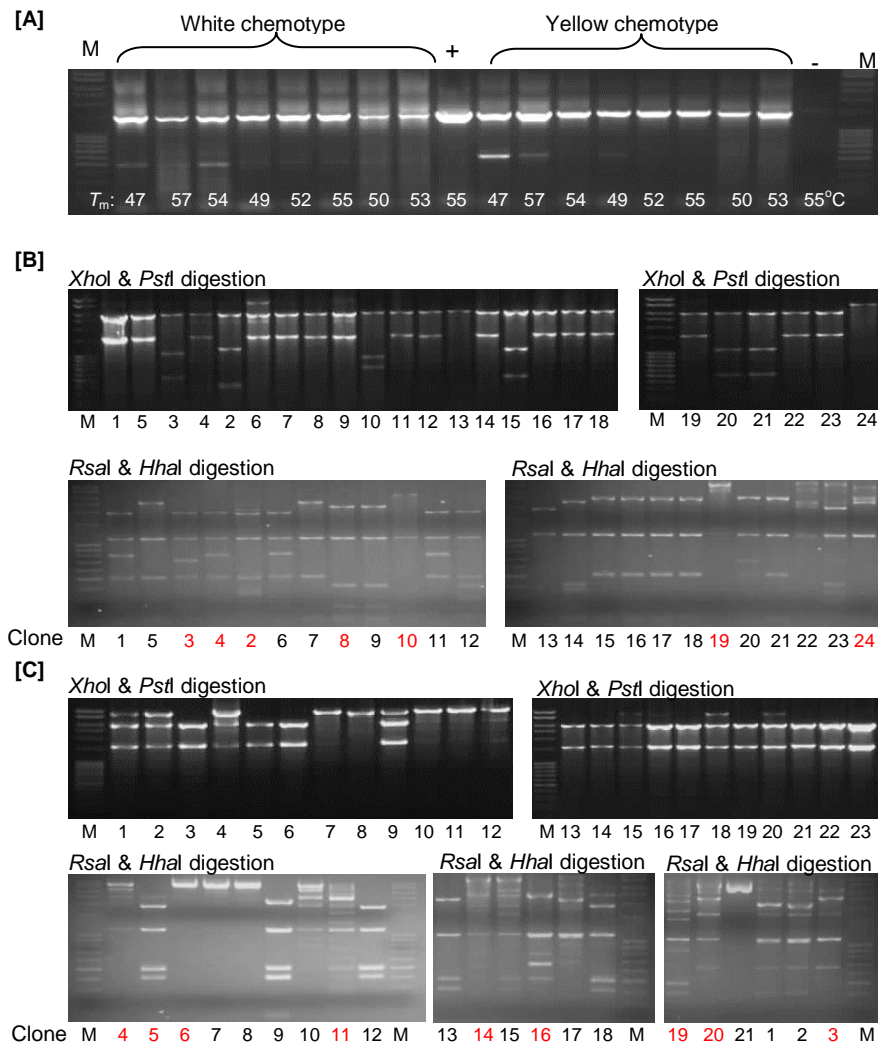 [A]
White chemotype Yellow chemotype
M + - M
Tm: 47 57 54 49 52 55 50 53 55 47 57 54 49 52 55 50 53 55°C
[B]
XhoI & PstI digestion XhoI & PstI digestion
M 1 5 3 4 2 6 7 8 9 10 11 12 13 14 15 16 17 18 M 19 20 21 22 23 24
RsaI & HhaI digestion RsaI & HhaI digestion
Clone M 1 5 3 4 2 6 7 8 9 10 11 12 M 13 14 15 16 17 18 19 20 21 22 23 24
[C]
XhoI & PstI digestion XhoI & PstI digestion
M 1 2 3 4 5 6 7 8 9 10 11 12 M 13 14 15 16 17 18 19 20 21 22 23
RsaI & HhaI digestion RsaI & HhaI digestion RsaI & HhaI digestion
Clone M 4 5 6 7 8 9 10 11 12 M 13 14 15 16 17 18 M 19 20 21 1 2 3 M